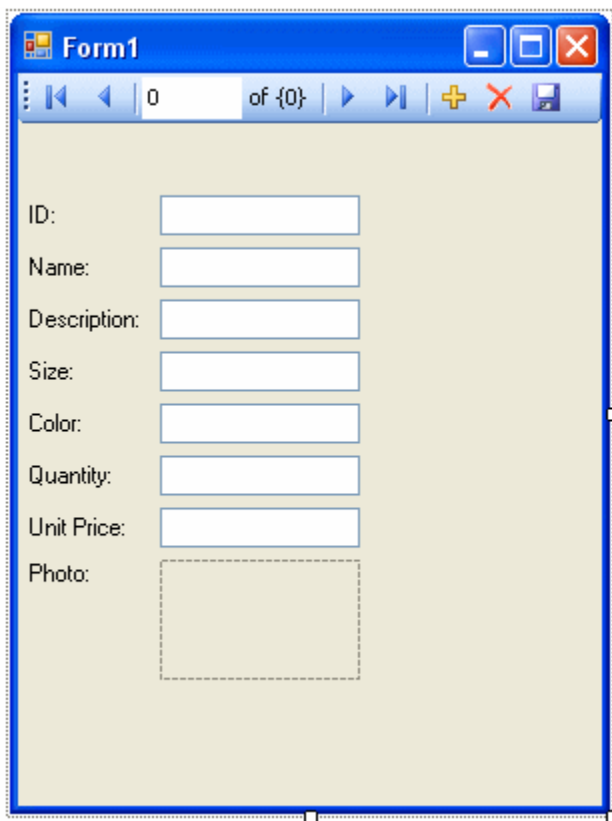 Form1
0 of {0}
ID:
Name:
Description:
Size:
Color:
Quantity:
Unit Price:
Photo: